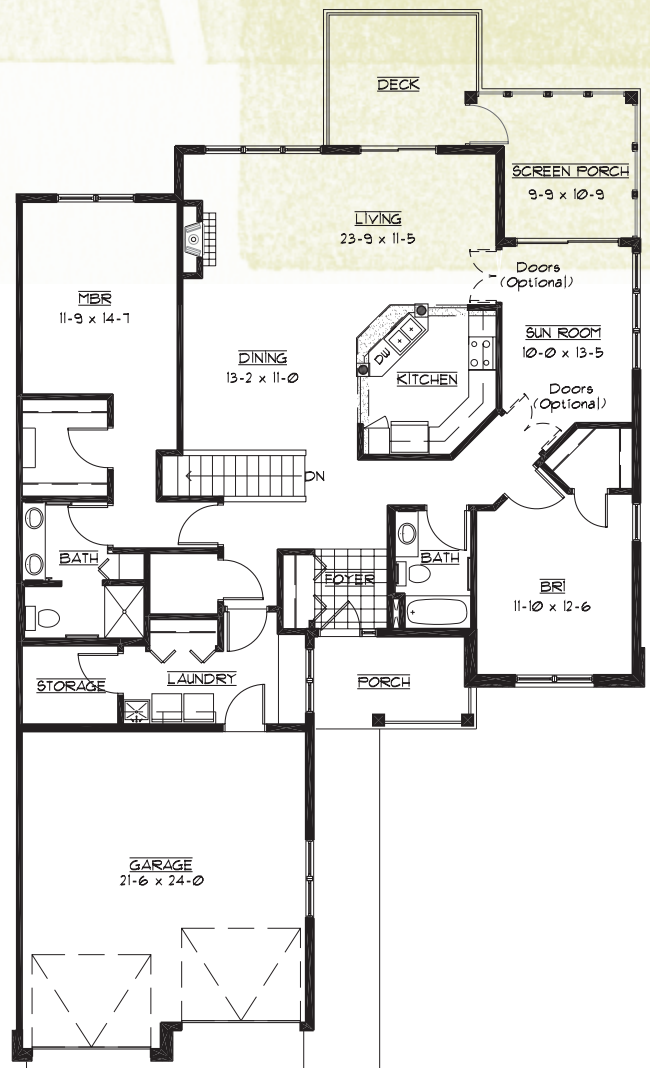 DECK
SCREEN PORCH
9-9 x 10-9
LIVING
23-9 x 11-5
Doors
(Optional)
MBR
11-9 x 14-7
SUN ROOM
10-0 x 13-5
DINING
13-2 x 11-0
DW
KITCHEN
Doors
(Optional)
DN
BATH
BATH
FOYER
BR1
11-10 x 12-6
STORAGE
LAUNDRY
PORCH
GARAGE
21-6 x 24-0